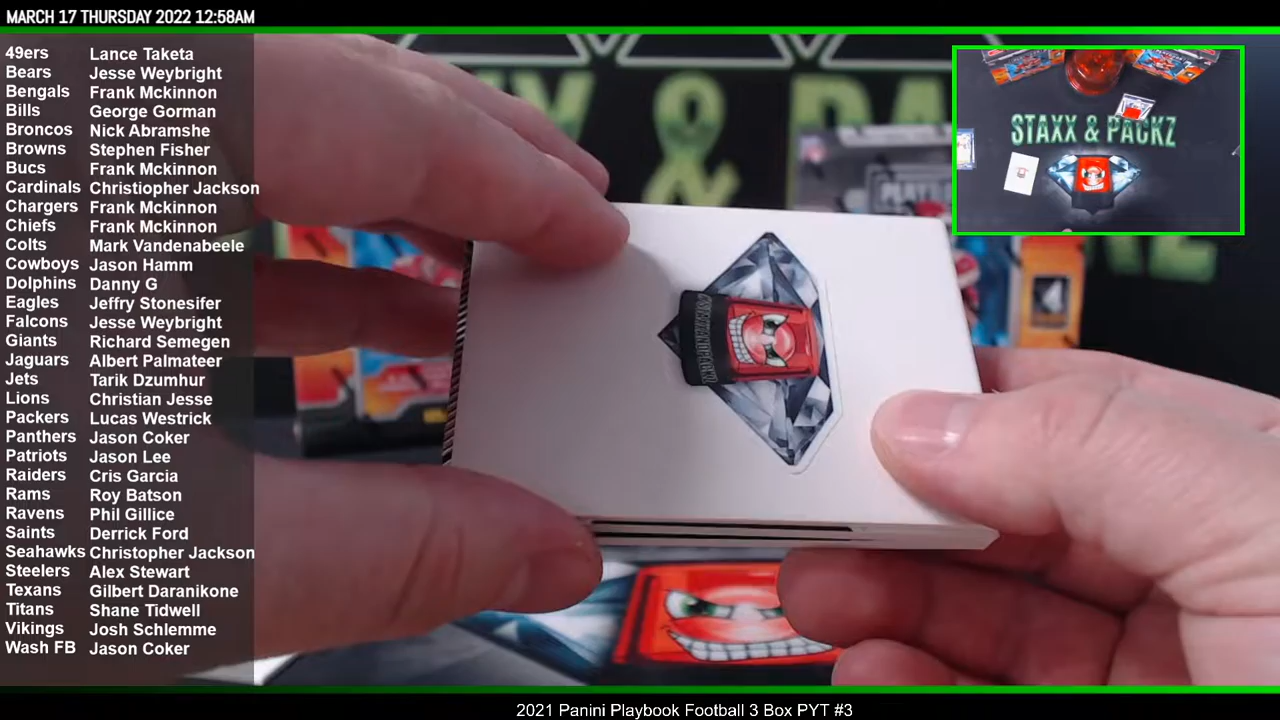 MARCH 17 THURSDAY 2022 12:58AM
49ers Lance Taketa
Bears Jesse Weybright
Bengals Frank Mckinnon
Bills George Gorman
Broncos Nick Abramshe
Browns Stephen Fisher
Bucs Frank Mckinnon
Cardinals Christiopher Jackson
Chargers Frank Mckinnon
Chiefs Frank Mckinnon
Colts Mark Vandenabeele
Cowboys Jason Hamm
Dolphins Danny G
Eagles Jeffry Stonesifer
Falcons Jesse Weybright
Giants Richard Semegen
Jaguars Albert Palmateer
Jets Tarik Dzumhur
Lions Christian Jesse
Packers Lucas Westrick
Panthers Jason Coker
Patriots Jason Lee
Raiders Cris Garcia
Rams Roy Batson
Ravens Phil Gillice
Saints Derrick Ford
Seahawks Christopher Jackson
Steelers Alex Stewart
Texans Gilbert Daranikone
Titans Shane Tidwell
Vikings Josh Schlemme
Wash FB Jason Coker
STAXX & PACKZ
2021 Panini Playbook Football 3 Box PYT #3